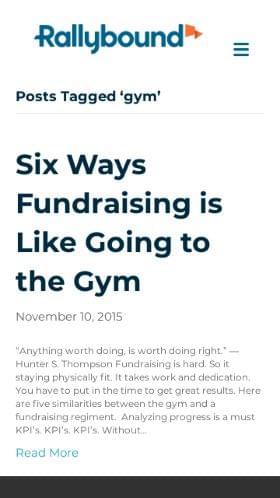 Rallybound
Posts Tagged ‘gym’
Six Ways
Fundraising is
Like Going to
the Gym
November 10, 2015
“Anything worth doing, is worth doing right.” —
Hunter S. Thompson Fundraising is hard. So it
staying physically fit. It takes work and dedication.
You have to put in the time to get great results. Here
are five similarities between the gym and a
fundraising regiment.  Analyzing progress is a must
KPI’s. KPI’s. KPI’s. Without...
Read More